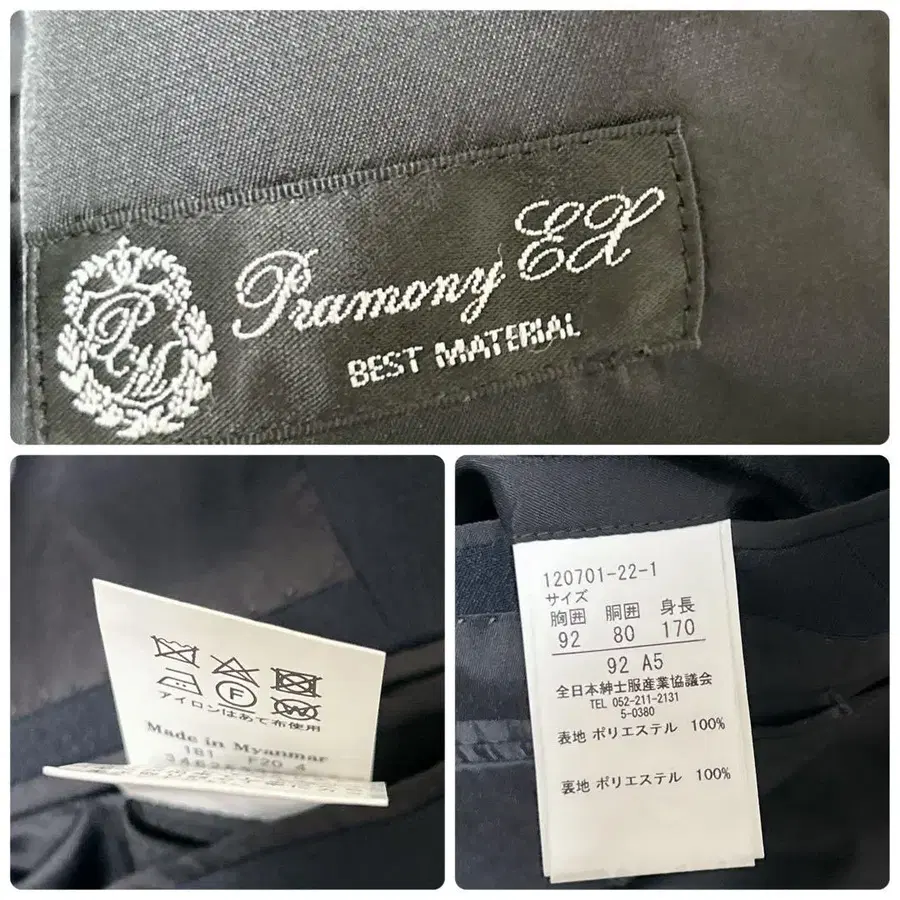 Pramony EX
BEST MATERIAL
アイロンはあて布使用
Made in Myanmar
181 F20 4
120701-22-1
サイズ
胸囲 胴囲 身長
92 80 170
92 A5
全日本紳士服産業協議会
TEL 052-211-2131
5-0380
表地 ポリエステル 100%
裏地 ポリエステル 100%